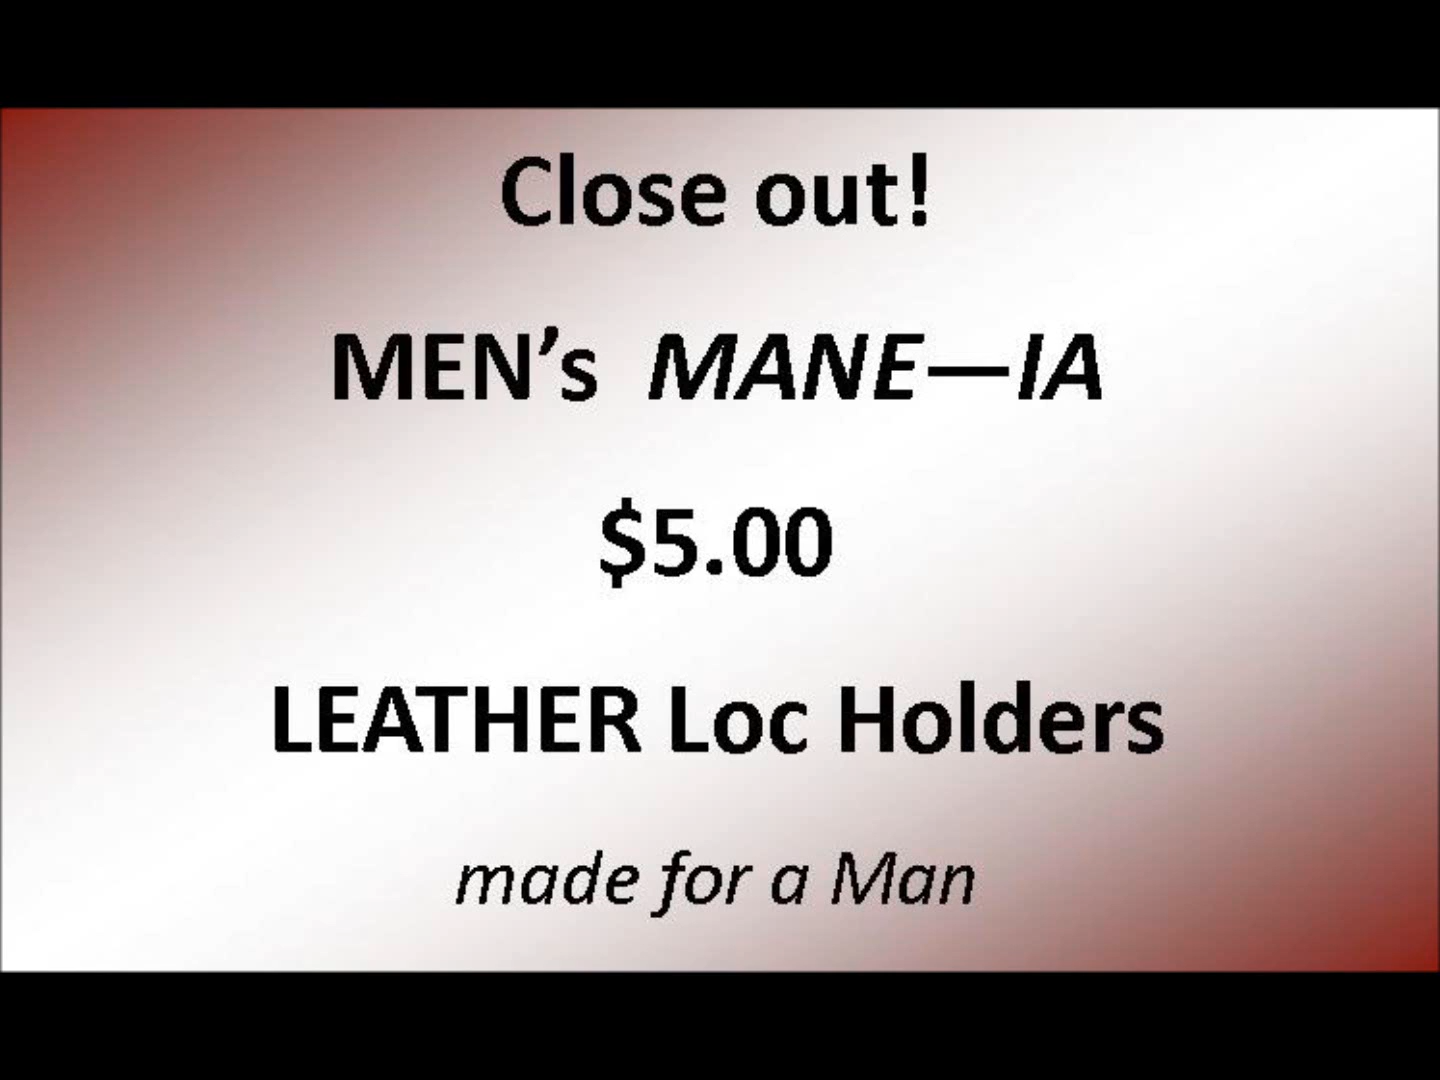 Close out!
MEN’s MANE—IA
$5.00
LEATHER Loc Holders
made for a Man